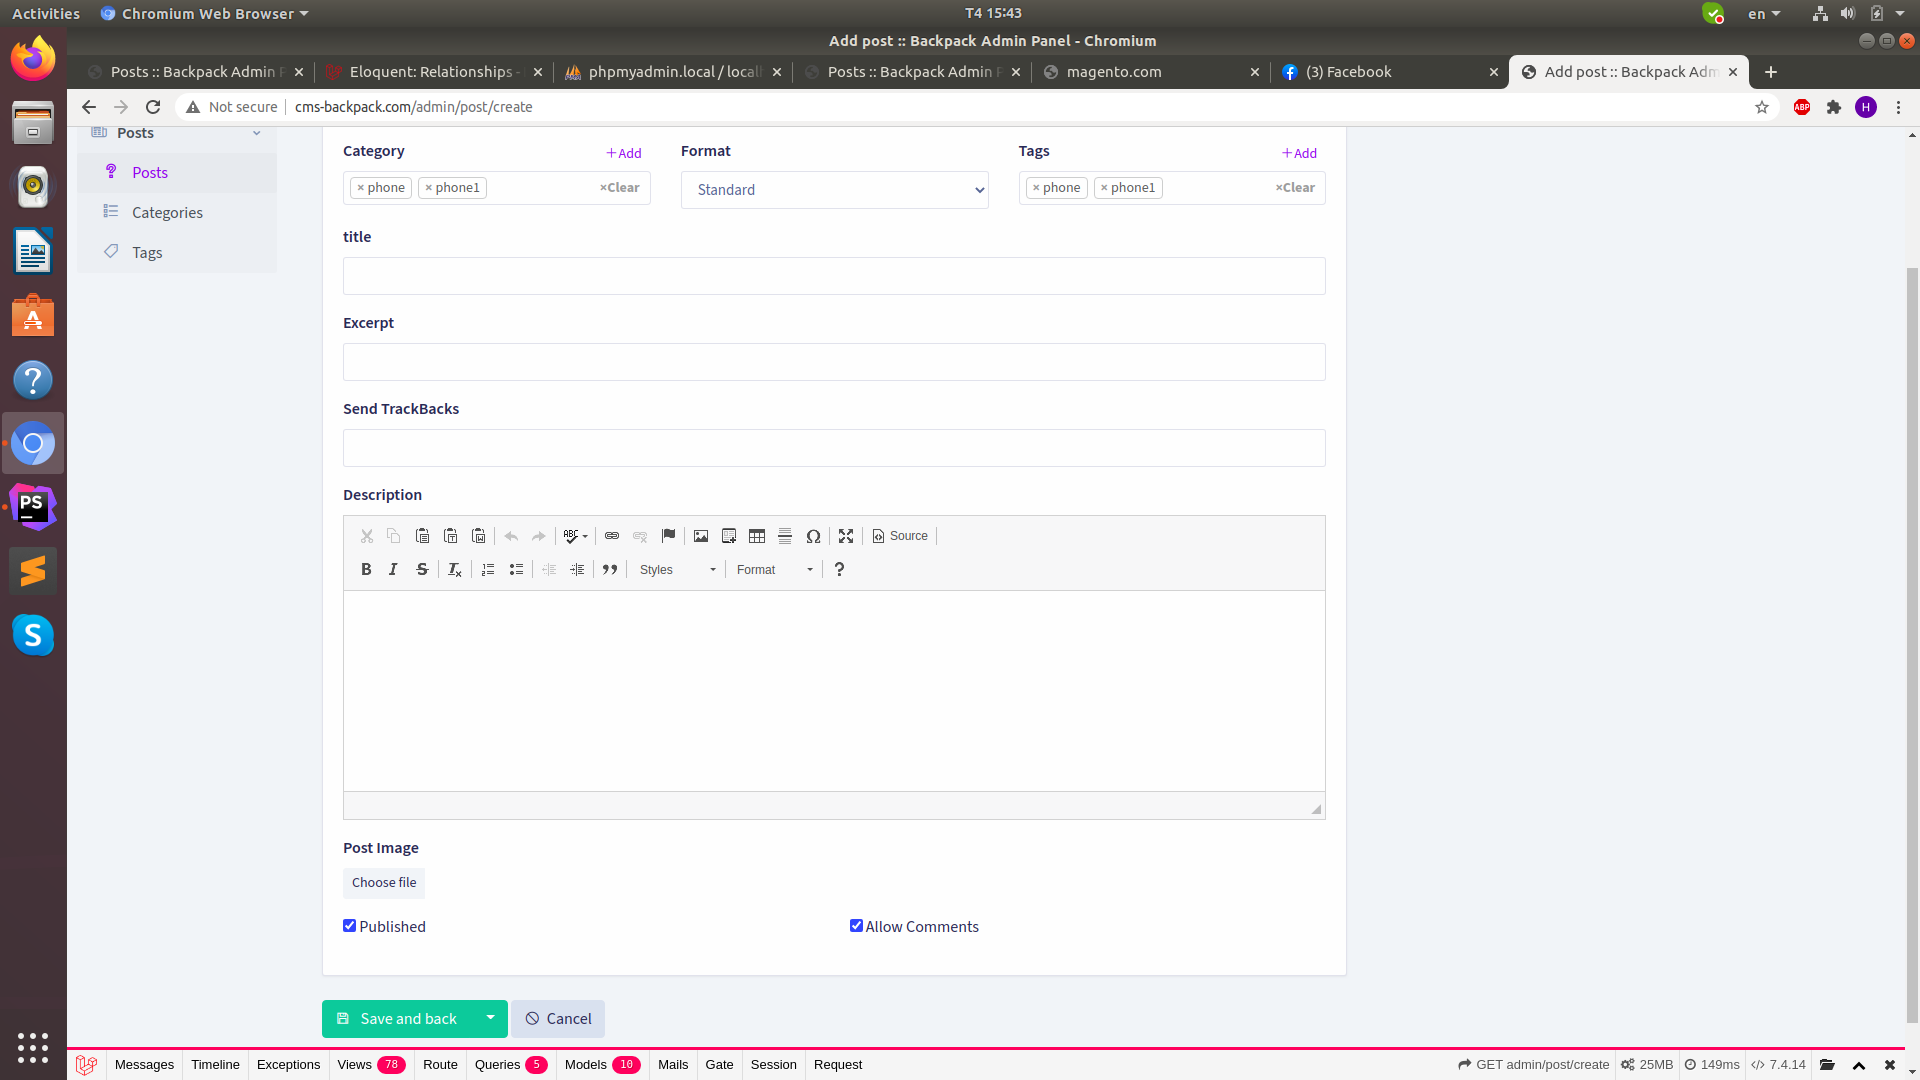 Activities Chromium Web Browser T4 15:43 en
Add post :: Backpack Admin Panel - Chromium
Posts :: Backpack Admin P Eloquent: Relationships - phpmyadmin.local / local Posts :: Backpack Admin P magento.com (3) Facebook Add post :: Backpack Adm
Not secure cms-backpack.com/admin/post/create ABP H
Posts
Posts
Categories
Tags
Category +Add Format Tags +Add
× phone × phone1 ×Clear Standard × phone × phone1 ×Clear
title
Excerpt
Send TrackBacks
Description
ABC Ω Source
B I S Tx Styles Format ?
Post Image
Choose file
Published Allow Comments
Save and back Cancel
Messages Timeline Exceptions Views 78 Route Queries 5 Models 10 Mails Gate Session Request GET admin/post/create 25MB 149ms 7.4.14
PS